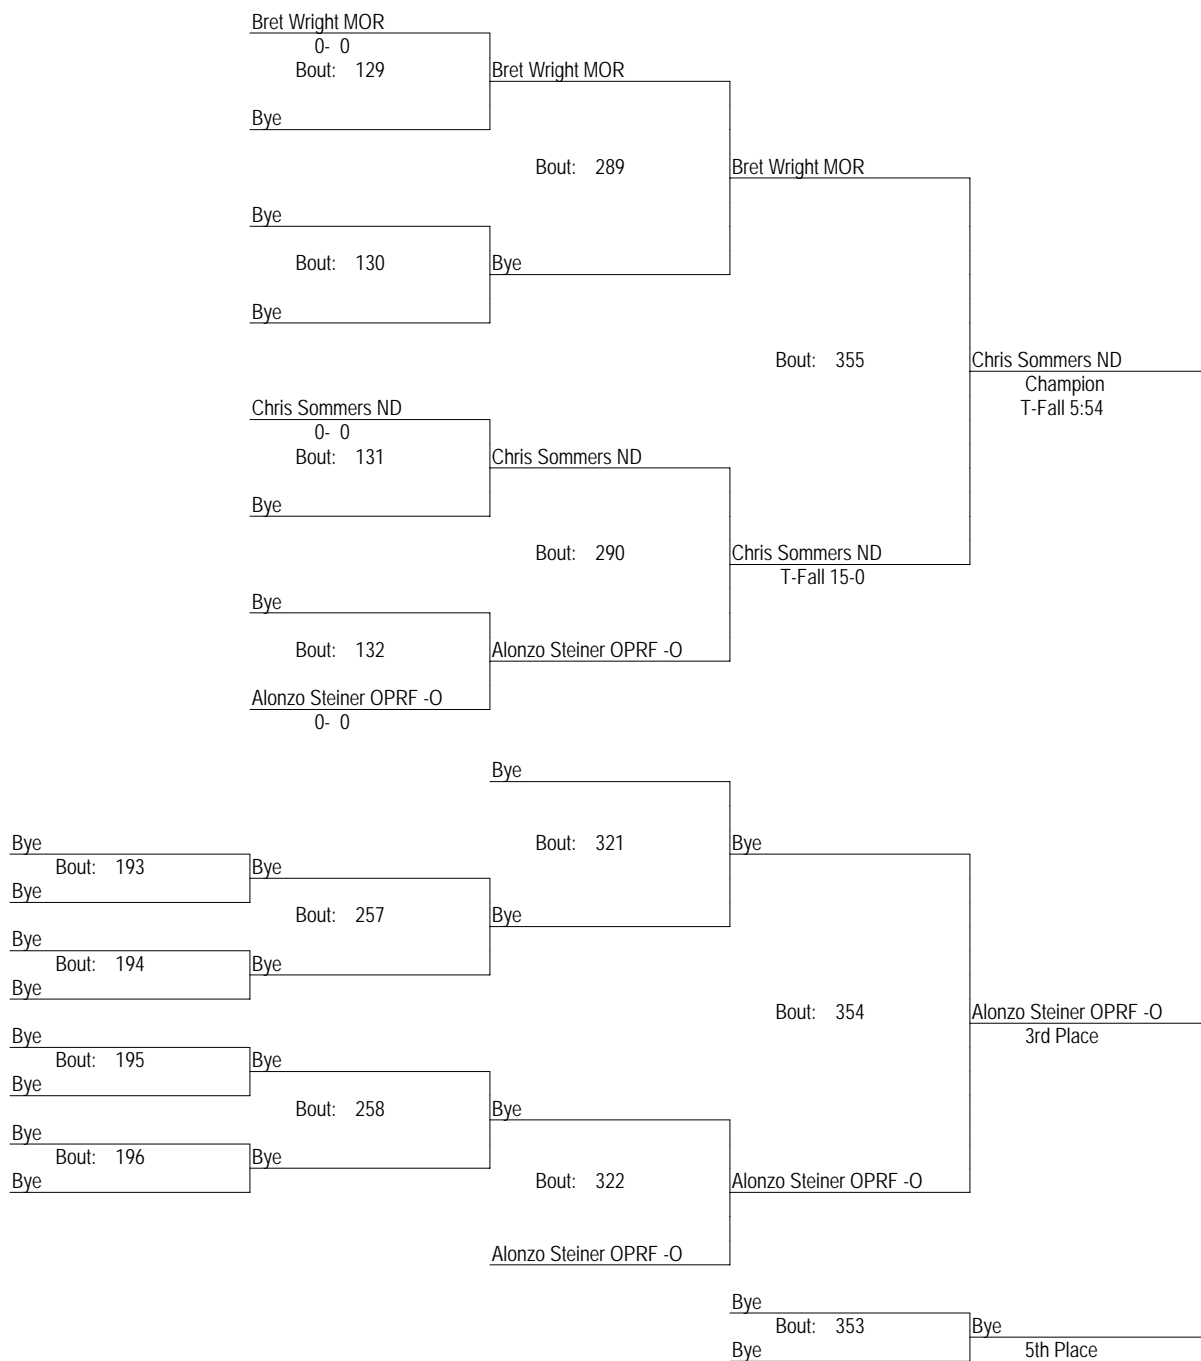 Bret Wright MOR
0- 0
Bout: 129
Bret Wright MOR
Bye
Bout: 289
Bret Wright MOR
Bye
Bout: 130
Bye
Bye
Bout: 355
Chris Sommers ND
Champion
T-Fall 5:54
Chris Sommers ND
0- 0
Bout: 131
Chris Sommers ND
Bye
Bout: 290
Chris Sommers ND
T-Fall 15-0
Bye
Bout: 132
Alonzo Steiner OPRF -O
Alonzo Steiner OPRF -O
0- 0
Bye
Bout: 321
Bye
Bye
Bout: 193
Bye
Bye
Bout: 257
Bye
Bye
Bout: 194
Bye
Bye
Bout: 354
Alonzo Steiner OPRF -O
3rd Place
Bye
Bout: 195
Bye
Bye
Bout: 258
Bye
Bye
Bout: 196
Bye
Bye
Bout: 322
Alonzo Steiner OPRF -O
Alonzo Steiner OPRF -O
Bye
Bout: 353
Bye
Bye
5th Place